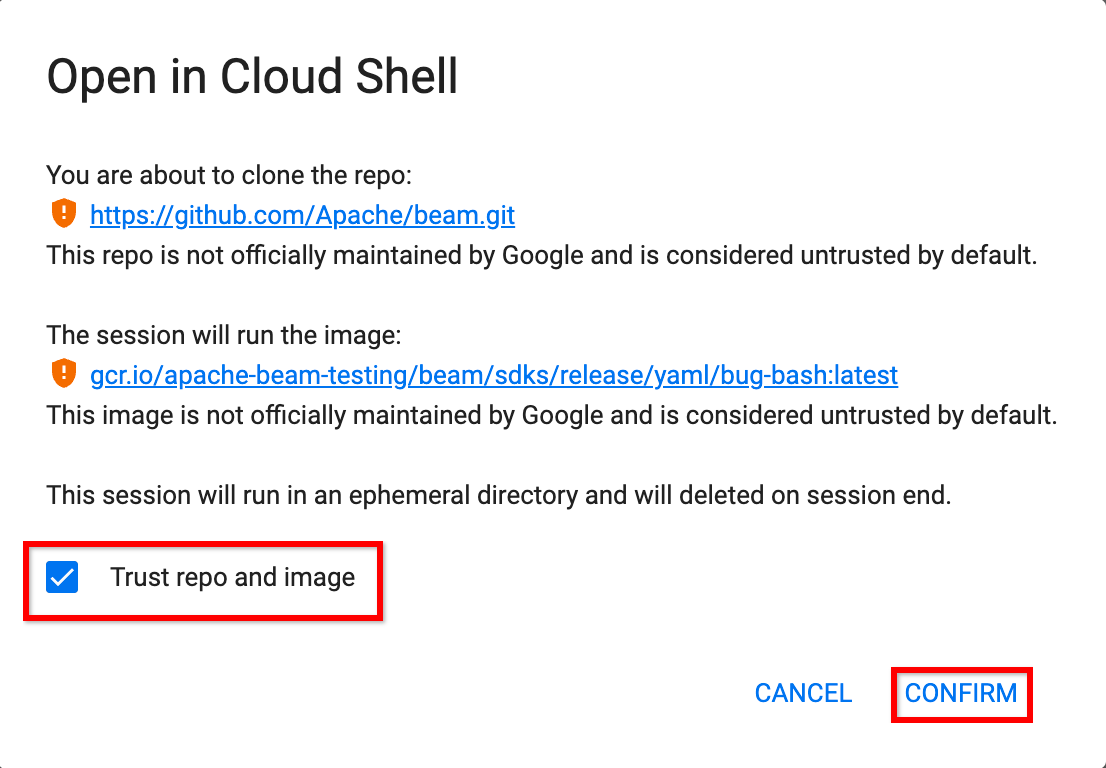 Open in Cloud Shell
You are about to clone the repo:
https://github.com/Apache/beam.git
This repo is not officially maintained by Google and is considered untrusted by default.
The session will run the image:
gcr.io/apache-beam-testing/beam/sdks/release/yaml/bug-bash:latest
This image is not officially maintained by Google and is considered untrusted by default.
This session will run in an ephemeral directory and will deleted on session end.
Trust repo and image
CANCEL CONFIRM